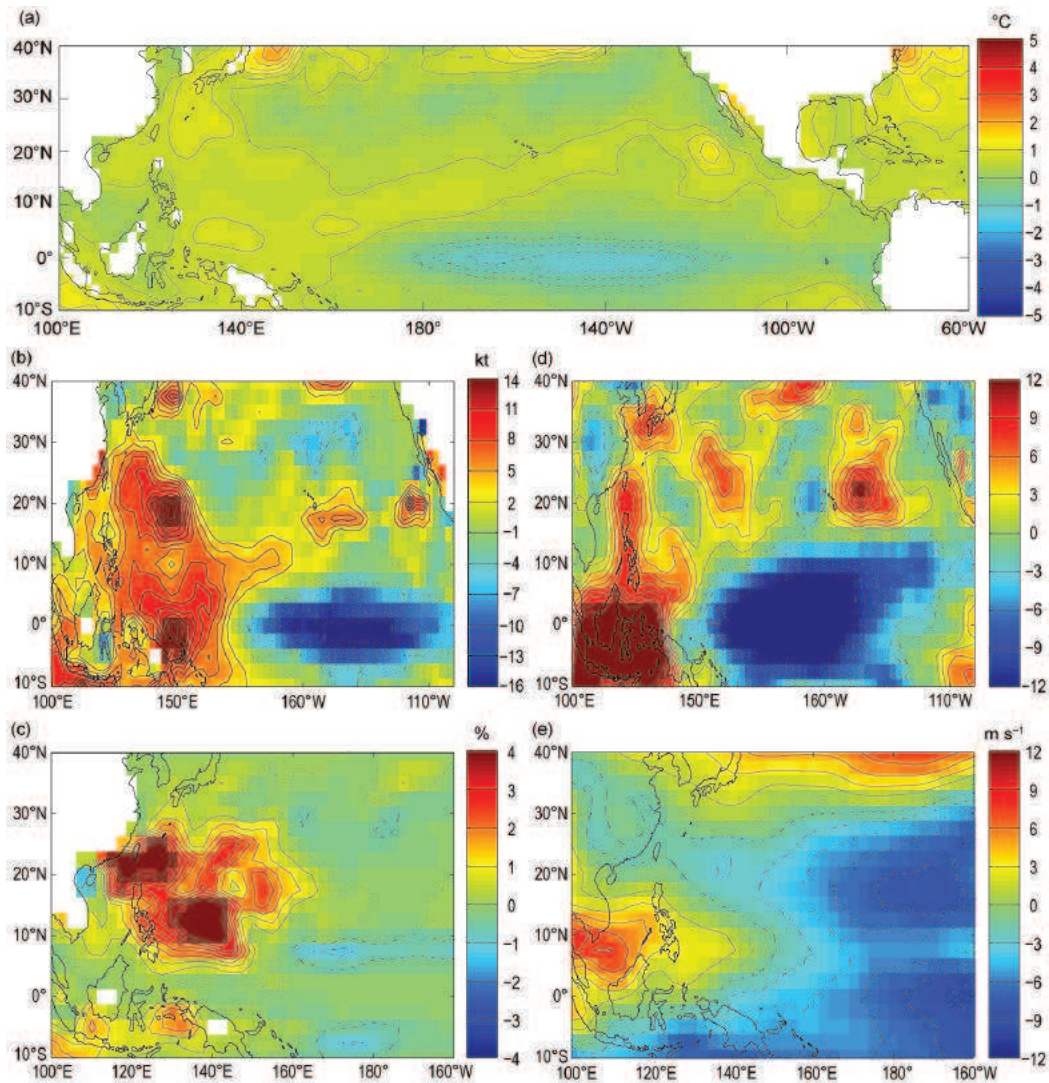 (a)
°C
40°N
30°N
20°N
10°N
0°
10°S
100°E
140°E
180°
140°W
100°W
60°W
5
4
3
2
1
0
−1
−2
−3
−4
−5
(b)
kt
40°N
30°N
20°N
10°N
0°
10°S
100°E
150°E
160°W
110°W
14
11
8
5
2
−1
−4
−7
−10
−13
−16
(d)
40°N
30°N
20°N
10°N
0°
10°S
100°E
150°E
160°W
110°W
12
9
6
3
0
−3
−6
−9
−12
(c)
%
40°N
30°N
20°N
10°N
0°
10°S
100°E
120°E
140°E
160°E
180°
160°W
4
3
2
1
0
−1
−2
−3
−4
(e)
m s⁻¹
40°N
30°N
20°N
10°N
0°
10°S
100°E
120°E
140°E
160°E
180°
160°W
12
9
6
3
0
−3
−6
−9
−12